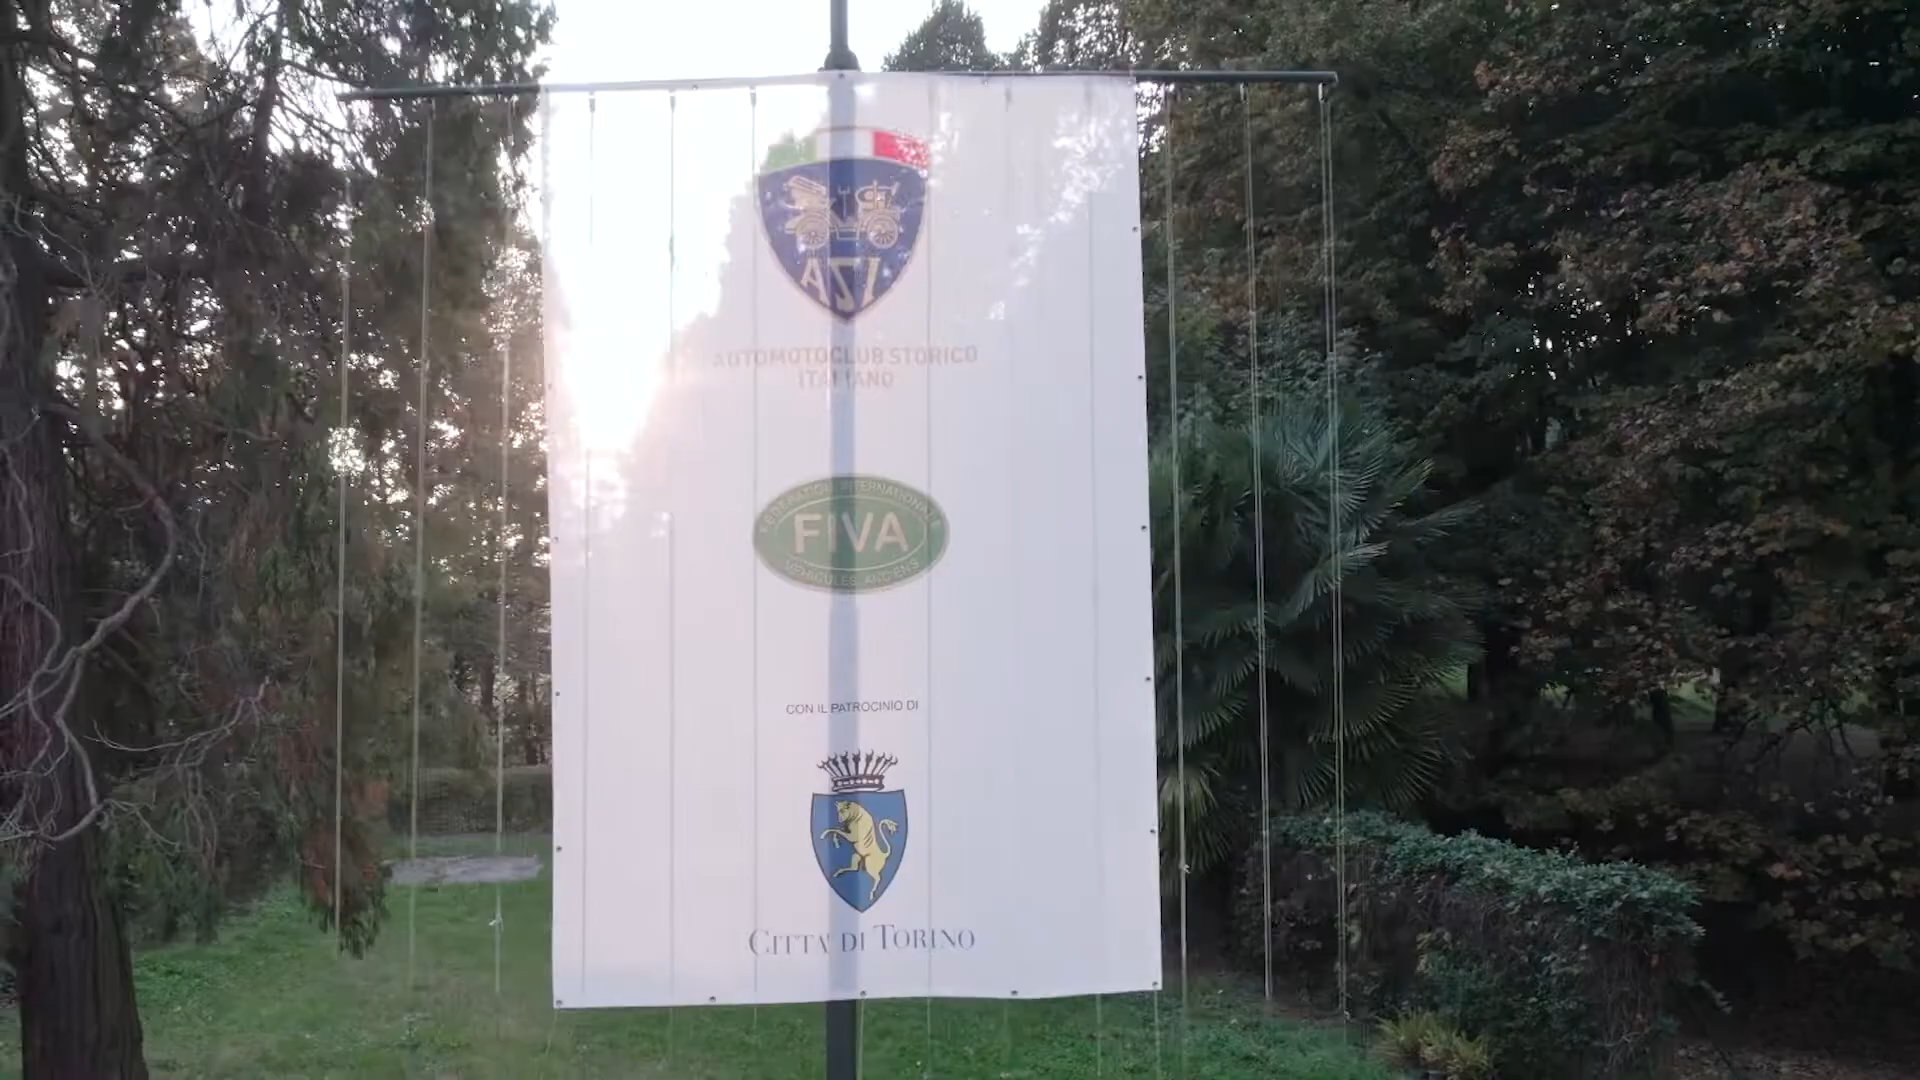 ASI
AUTOMOTOCLUB STORICO
ITALIANO
FEDERATION INTERNATIONALE
FIVA
VEHICULES ANCIENS
CON IL PATROCINIO DI
CITTA' DI TORINO